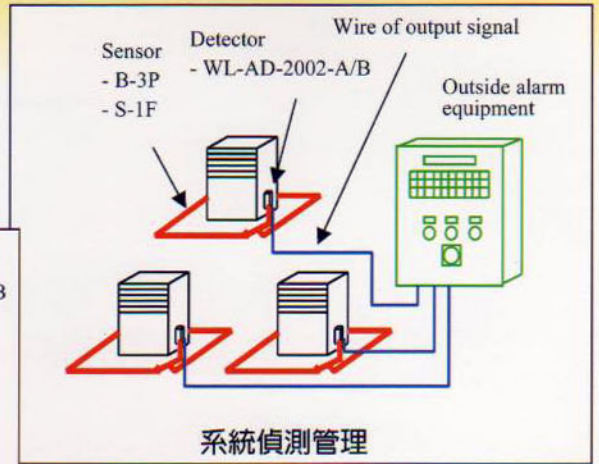 Sensor
- B-3P
- S-1F
Detector
- WL-AD-2002-A/B
Wire of output signal
Outside alarm
equipment
系統偵測管理